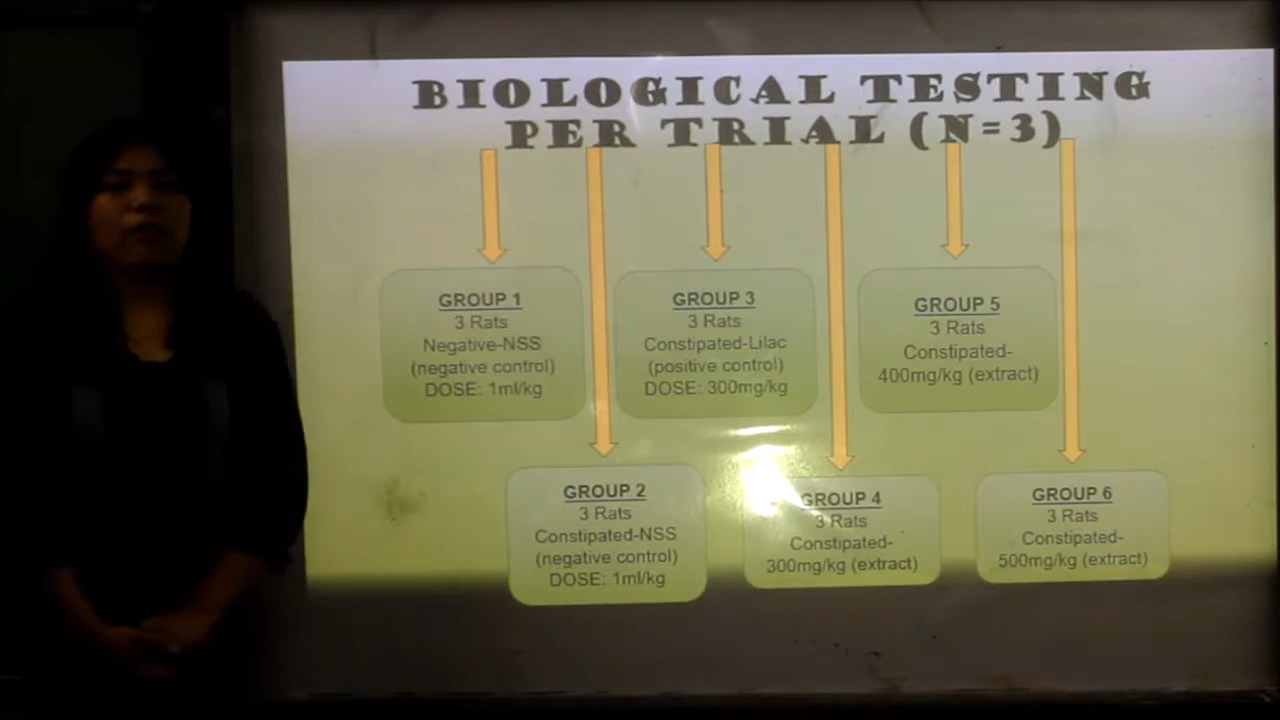 BIOLOGICAL TESTING
PER TRIAL (N=3)
GROUP 1
3 Rats
Negative-NSS
(negative control)
DOSE: 1ml/kg
GROUP 3
3 Rats
Constipated-Lilac
(positive control)
DOSE: 300mg/kg
GROUP 5
3 Rats
Constipated-
400mg/kg (extract)
GROUP 2
3 Rats
Constipated-NSS
(negative control)
DOSE: 1ml/kg
GROUP 4
3 Rats
Constipated-
300mg/kg (extract)
GROUP 6
3 Rats
Constipated-
500mg/kg (extract)